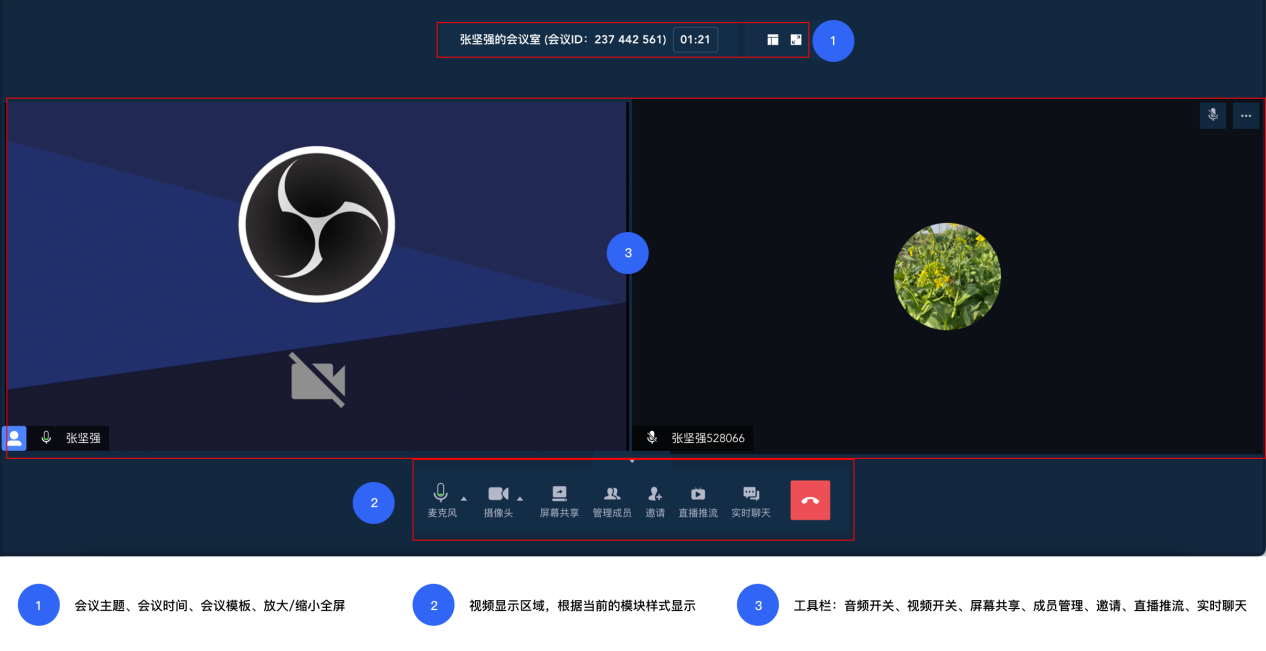 张坚强的会议室 (会议ID：237 442 561) 01:21
1
3
张坚强
张坚强528066
2
麦克风 摄像头 屏幕共享 管理成员 邀请 直播推流 实时聊天
1 会议主题、会议时间、会议模板、放大/缩小全屏
2 视频显示区域，根据当前的模块样式显示
3 工具栏：音频开关、视频开关、屏幕共享、成员管理、邀请、直播推流、实时聊天